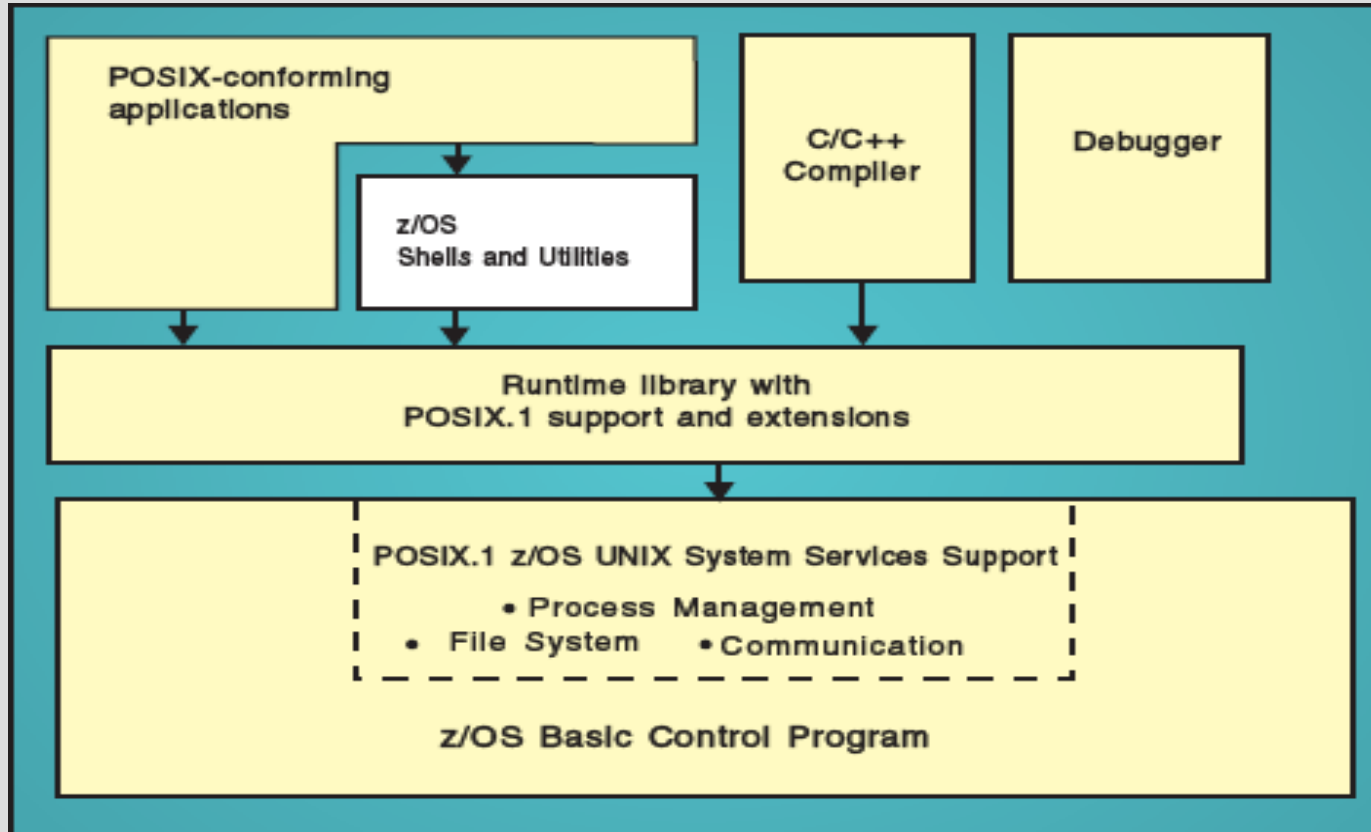 POSIX-conforming
applications
z/OS
Shells and Utilities
C/C++
Compiler
Debugger
Runtime library with
POSIX.1 support and extensions
POSIX.1 z/OS UNIX System Services Support
• Process Management
• File System • Communication
z/OS Basic Control Program